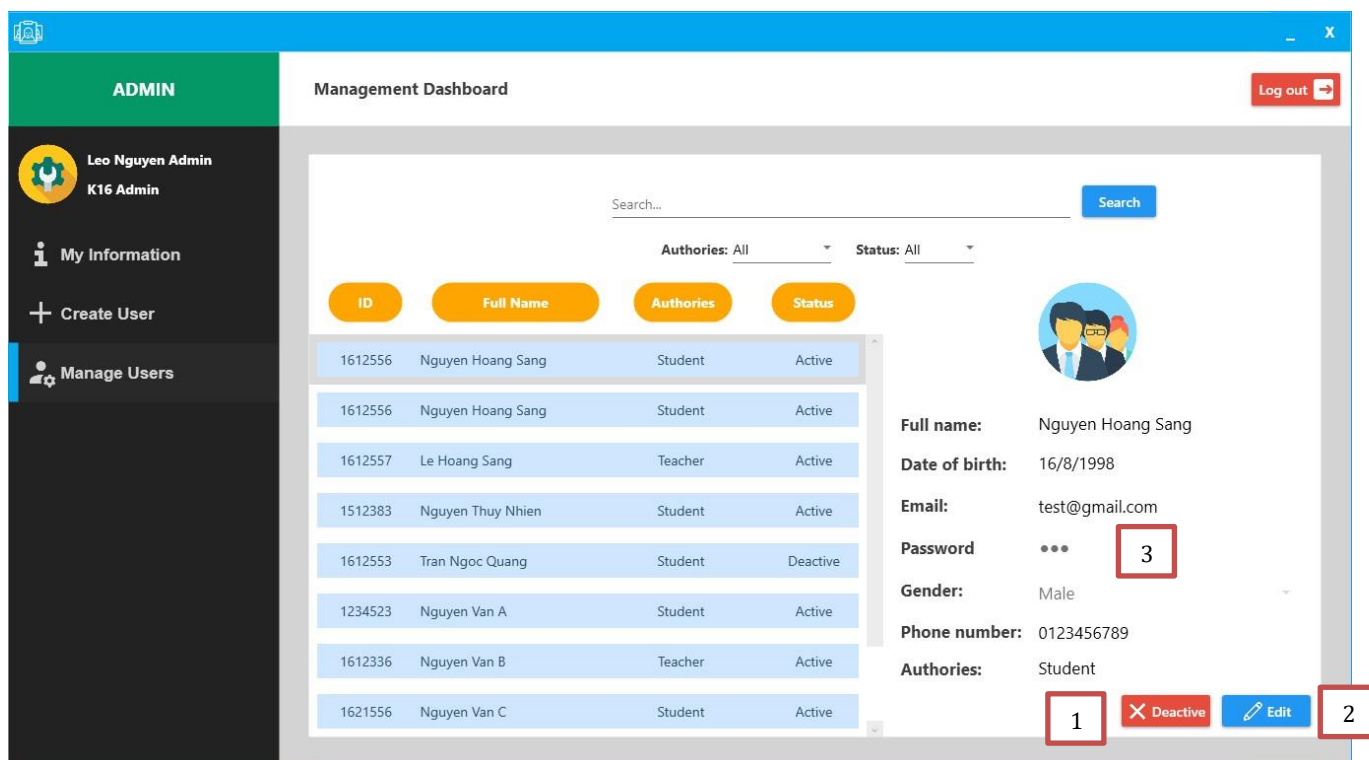 _ X
ADMIN
Management Dashboard
Log out
Leo Nguyen Admin
K16 Admin
My Information
Create User
Manage Users
Search...
Search
Authories: All Status: All
ID Full Name Authories Status
1612556 Nguyen Hoang Sang Student Active
1612556 Nguyen Hoang Sang Student Active
1612557 Le Hoang Sang Teacher Active
1512383 Nguyen Thuy Nhien Student Active
1612553 Tran Ngoc Quang Student Deactive
1234523 Nguyen Van A Student Active
1612336 Nguyen Van B Teacher Active
1621556 Nguyen Van C Student Active
Full name: Nguyen Hoang Sang
Date of birth: 16/8/1998
Email: test@gmail.com
Password ●●● 3
Gender: Male
Phone number: 0123456789
Authories: Student
1 Deactive Edit 2